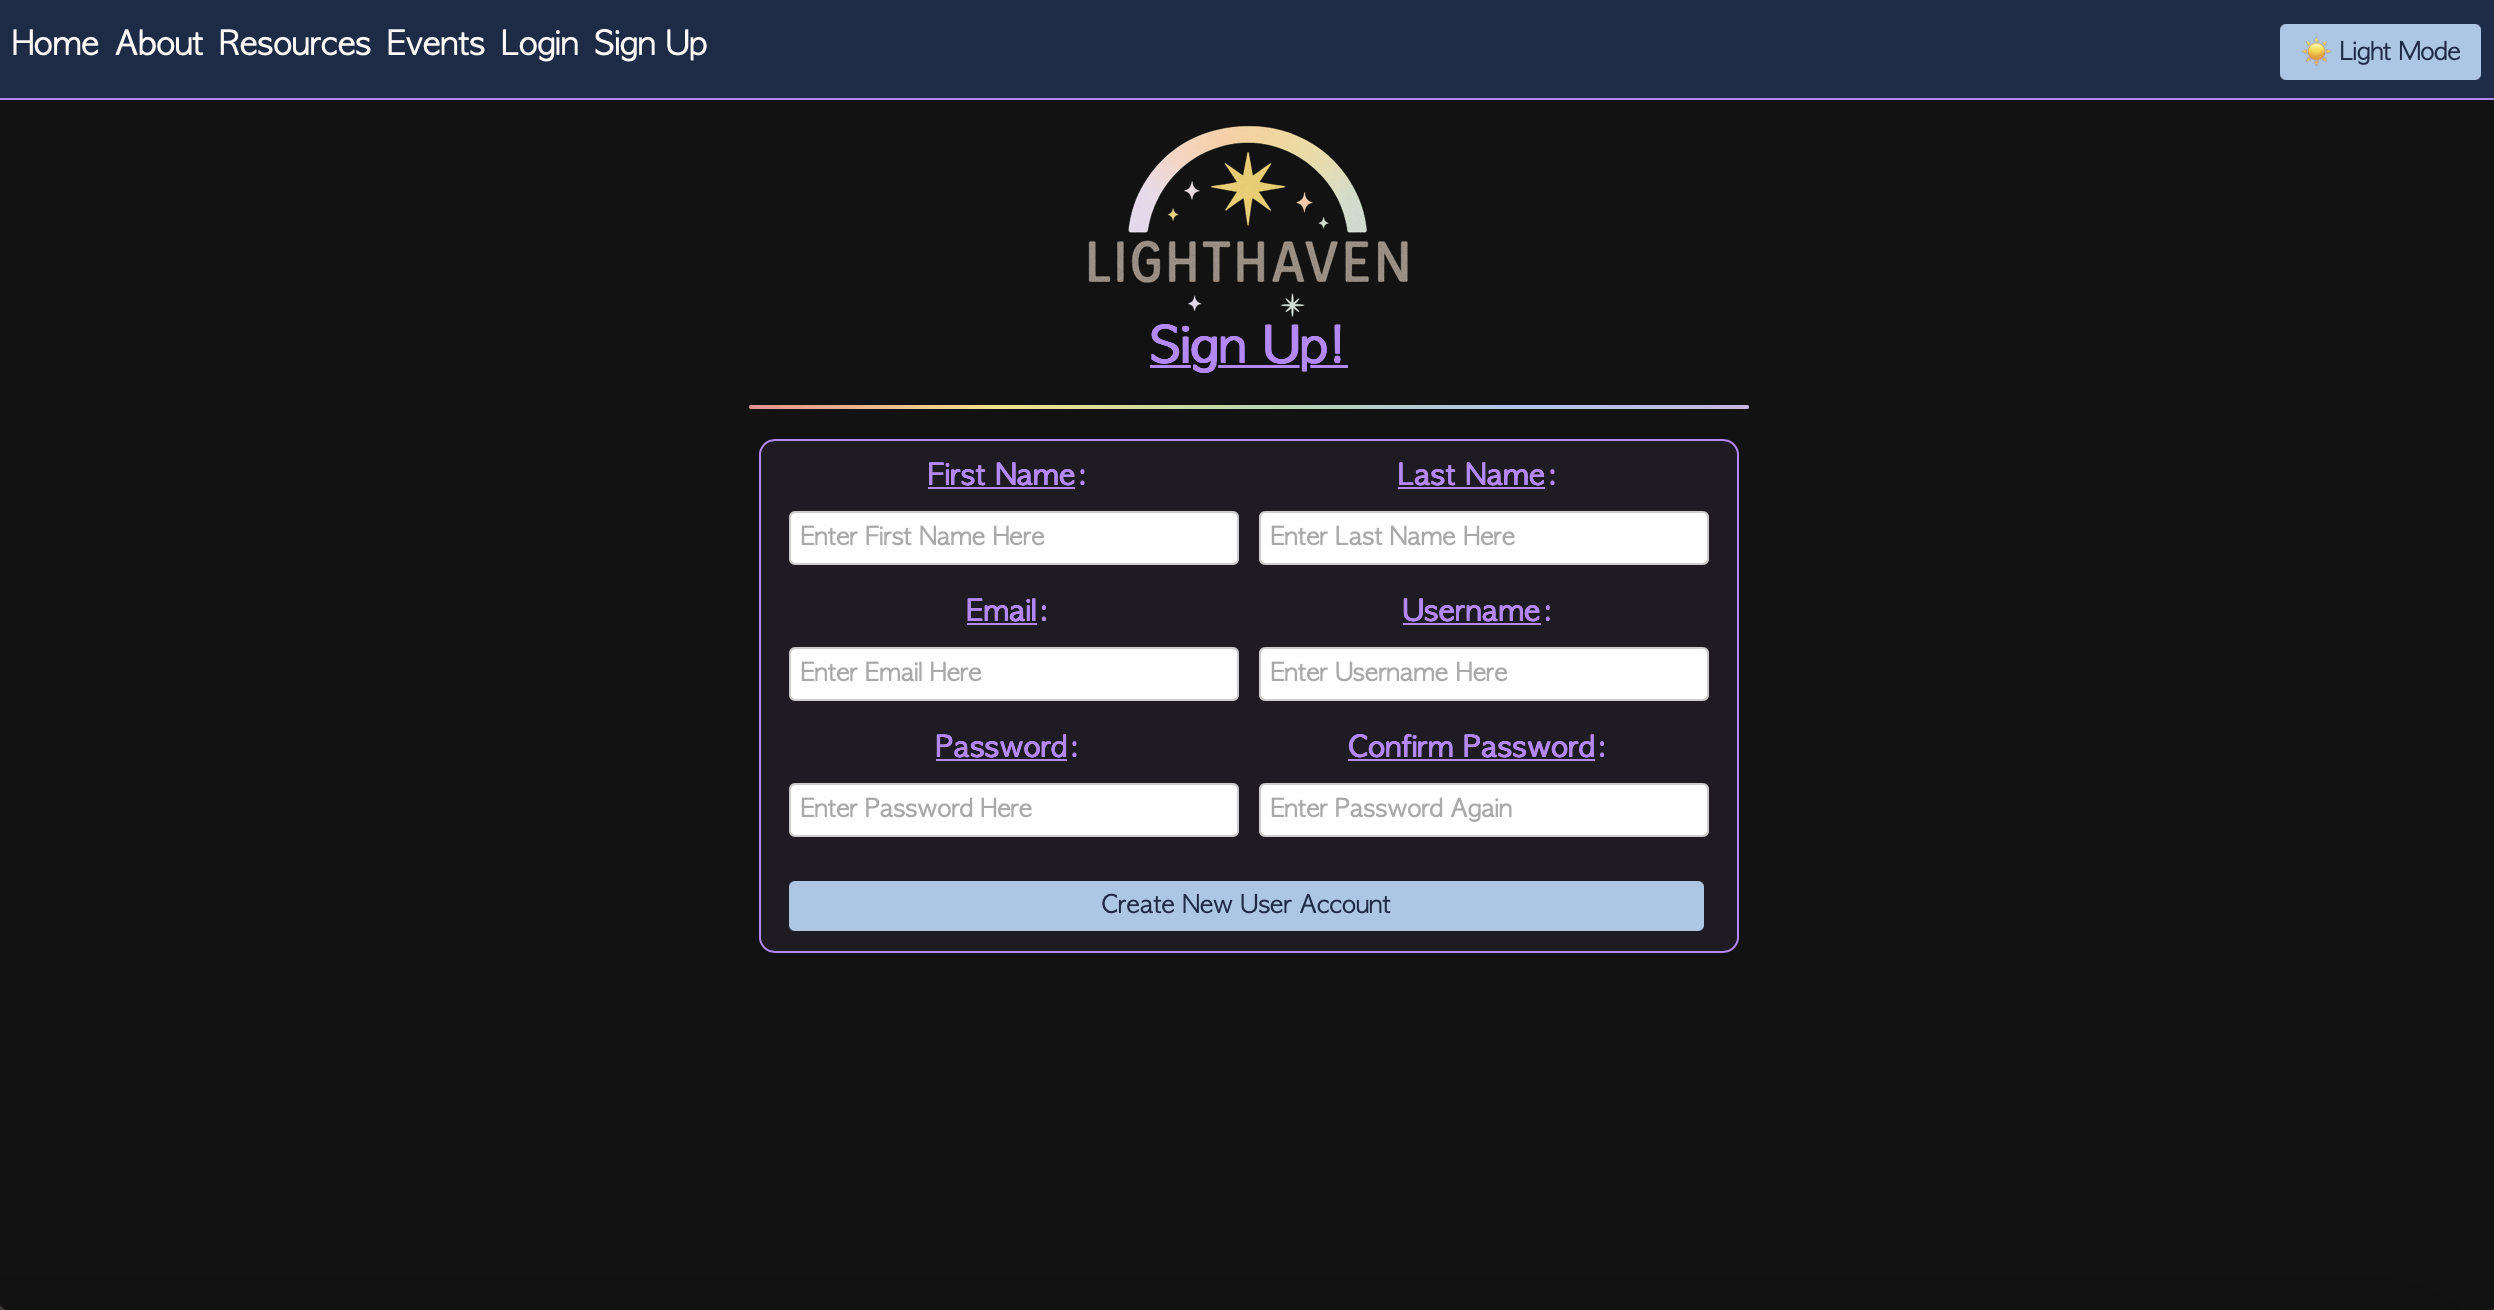 Home About Resources Events Login Sign Up
☀️ Light Mode
LIGHTHAVEN
Sign Up!
First Name: Last Name:
Enter First Name Here Enter Last Name Here
Email: Username:
Enter Email Here Enter Username Here
Password: Confirm Password:
Enter Password Here Enter Password Again
Create New User Account